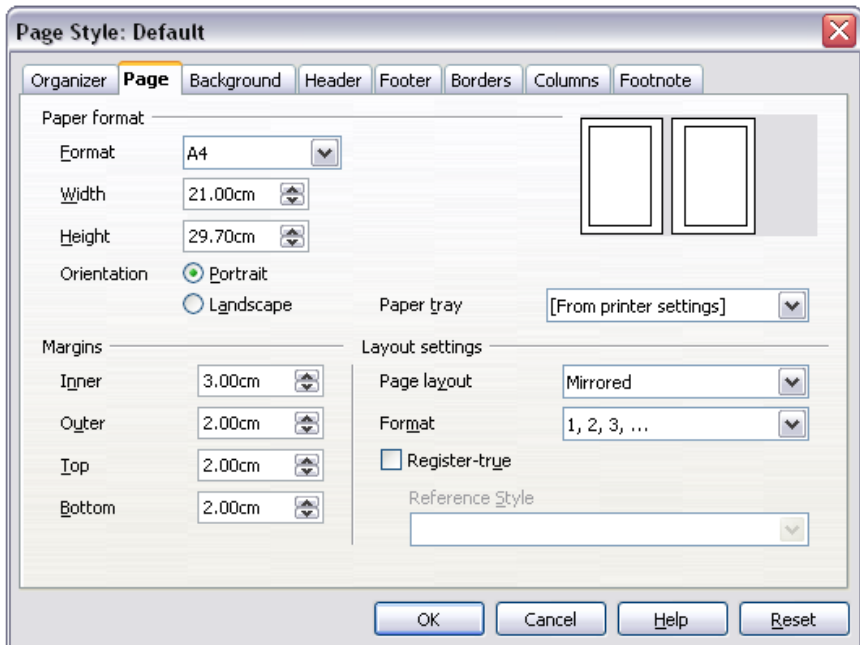 Page Style: Default
Organizer Page Background Header Footer Borders Columns Footnote
Paper format
Format A4
Width 21.00cm
Height 29.70cm
Orientation Portrait
Landscape
Paper tray [From printer settings]
Margins
Inner 3.00cm
Outer 2.00cm
Top 2.00cm
Bottom 2.00cm
Layout settings
Page layout Mirrored
Format 1, 2, 3, ...
Register-true
Reference Style
OK Cancel Help Reset